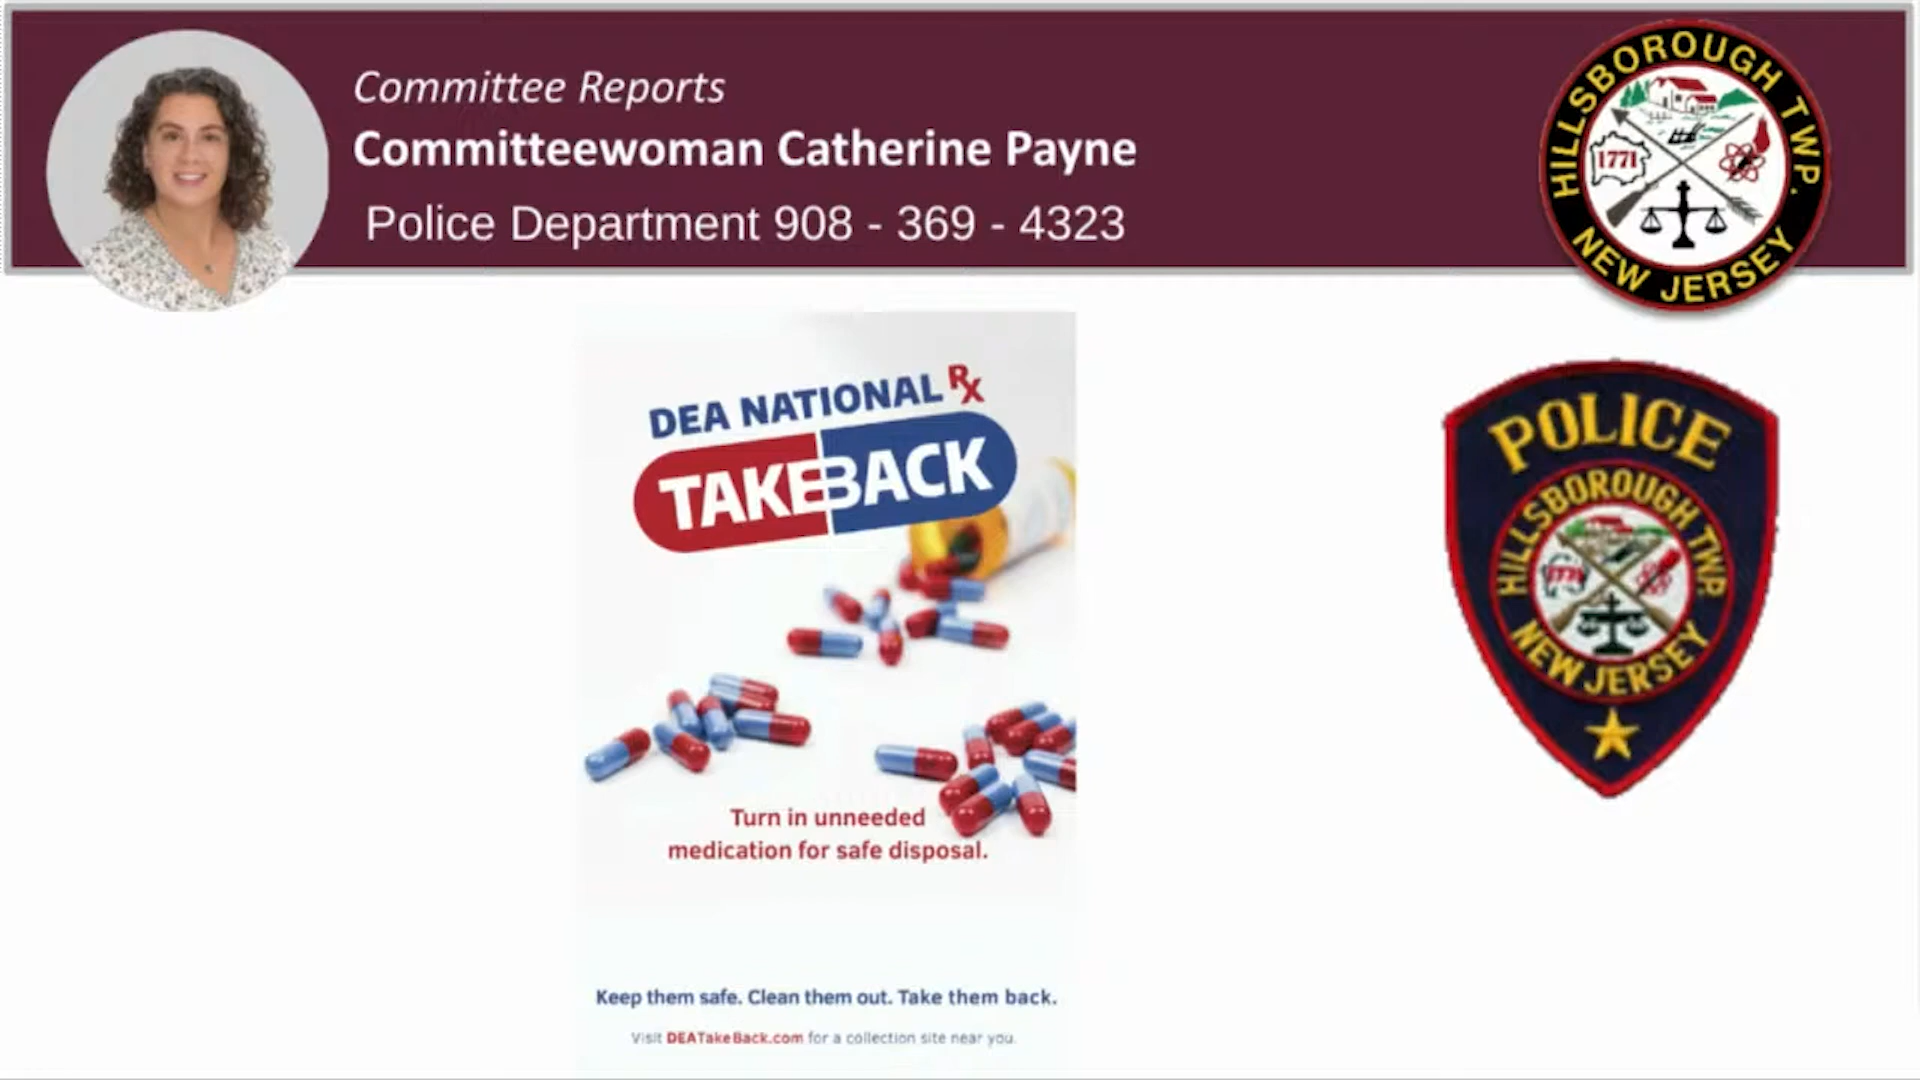 Committee Reports
Committeewoman Catherine Payne
Police Department 908 - 369 - 4323
HILLSBOROUGH TWP.
1771
NEW JERSEY
DEA NATIONAL Rx
TAKEBACK
Turn in unneeded
medication for safe disposal.
Keep them safe. Clean them out. Take them back.
Visit DEATakeBack.com for a collection site near you.
POLICE
HILLSBOROUGH TWP.
1771
NEW JERSEY